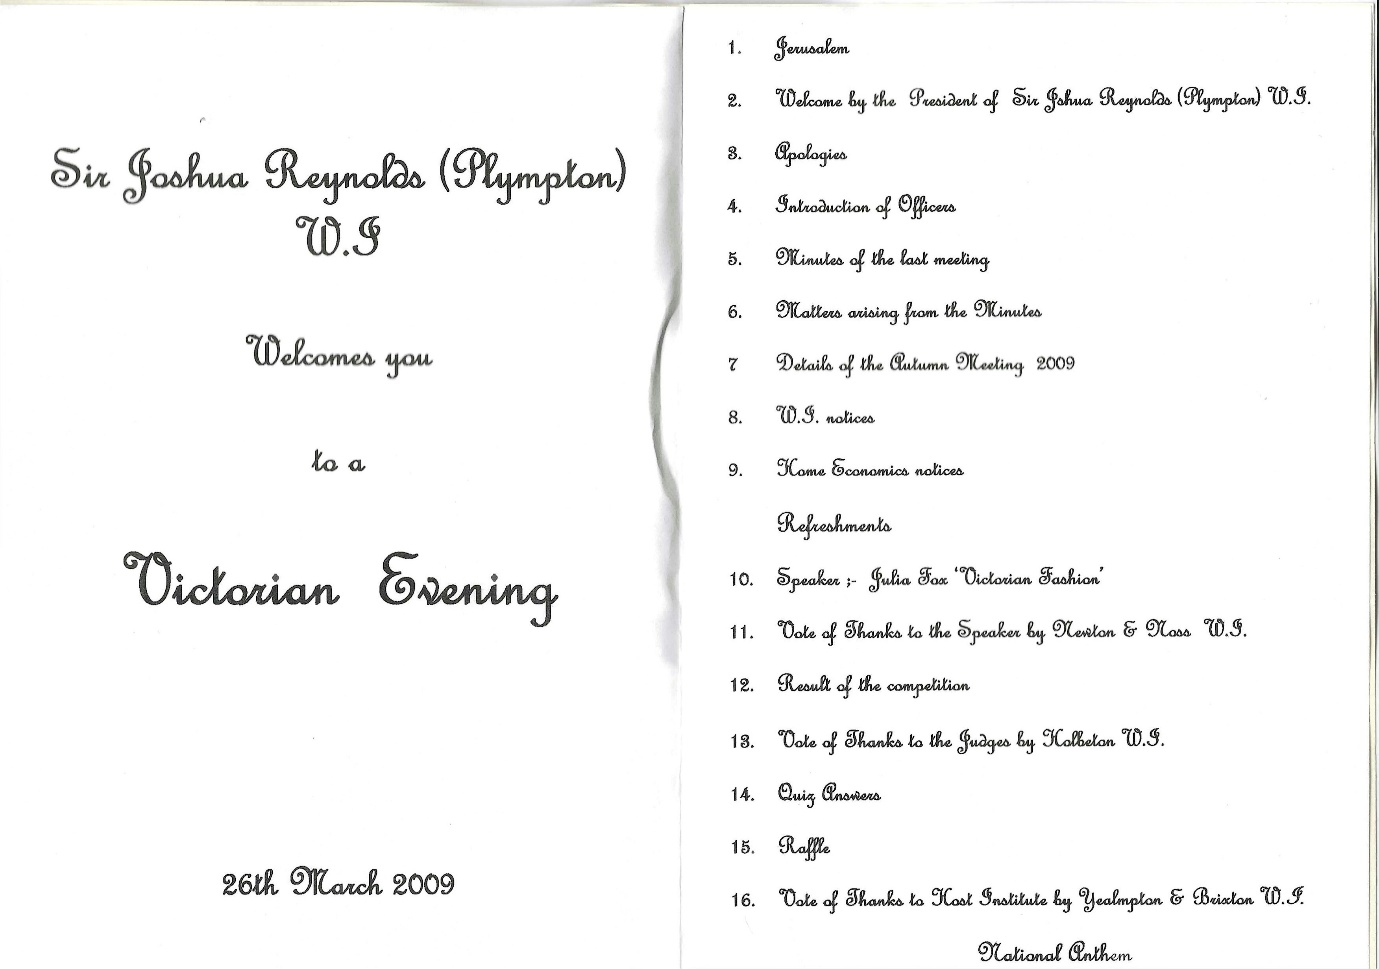 Sir Joshua Reynolds (Plympton)
W.I
Welcomes you
to a
Victorian Evening
26th March 2009
1. Jerusalem
2. Welcome by the President of Sir Joshua Reynolds (Plympton) W.I.
3. Apologies
4. Introduction of Officers
5. Minutes of the last meeting
6. Matters arising from the Minutes
7 Details of the Autumn Meeting 2009
8. W.I. notices
9. Home Economics notices
Refreshments
10. Speaker ;- Julia Fox 'Victorian Fashion'
11. Vote of Thanks to the Speaker by Newton & Noss W.I.
12. Result of the competition
13. Vote of Thanks to the Judges by Holbeton W.I.
14. Quiz Answers
15. Raffle
16. Vote of Thanks to Host Institute by Yealmpton & Brixton W.I.
National Anthem